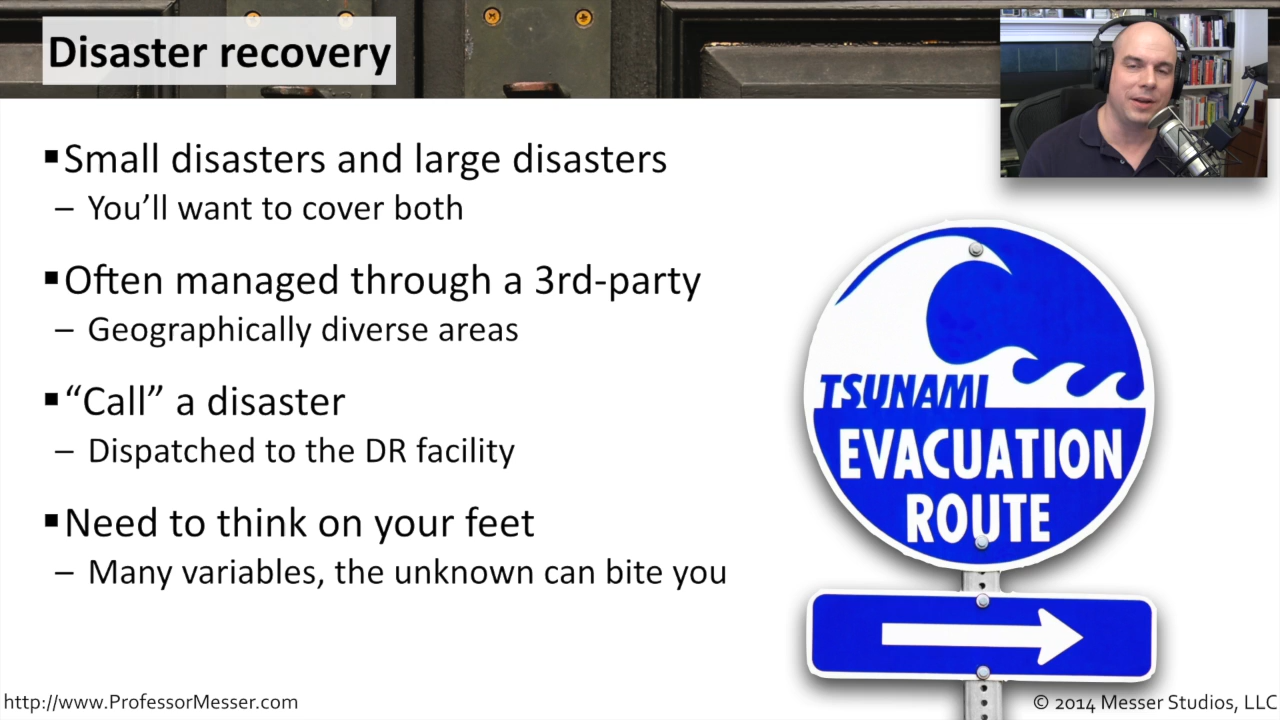 Disaster recovery
▪Small disasters and large disasters
– You’ll want to cover both
▪Often managed through a 3rd-party
– Geographically diverse areas
▪“Call” a disaster
– Dispatched to the DR facility
▪Need to think on your feet
– Many variables, the unknown can bite you
TSUNAMI
EVACUATION
ROUTE
http://www.ProfessorMesser.com
© 2014 Messer Studios, LLC